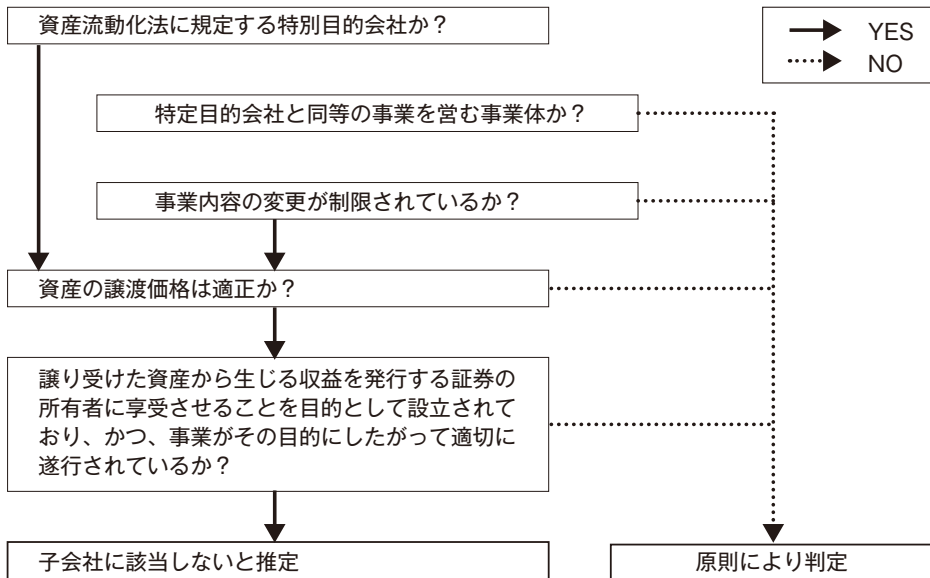 資産流動化法に規定する特別目的会社か？
YES
NO
特定目的会社と同等の事業を営む事業体か？
事業内容の変更が制限されているか？
資産の譲渡価格は適正か？
譲り受けた資産から生じる収益を発行する証券の
所有者に享受させることを目的として設立されて
おり、かつ、事業がその目的にしたがって適切に
遂行されているか？
子会社に該当しないと推定
原則により判定